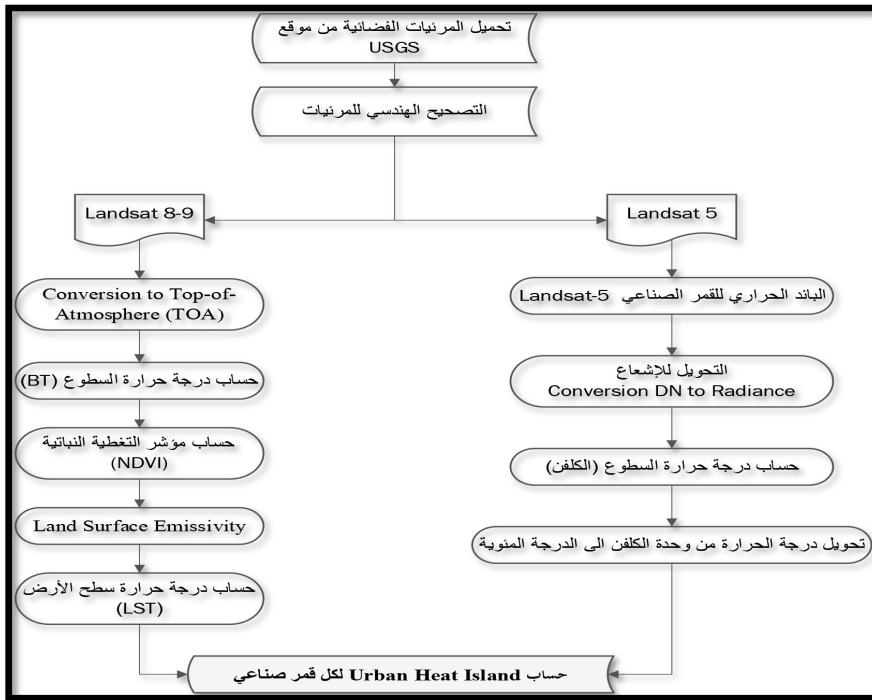 تحميل المرئيات الفضائية من موقع
USGS
التصحيح الهندسي للمرئيات
Landsat 8-9
Landsat 5
Conversion to Top-of-
Atmosphere (TOA)
حساب درجة حرارة السطوع (BT)
حساب مؤشر التغطية النباتية
(NDVI)
Land Surface Emissivity
حساب درجة حرارة سطح الأرض
(LST)
الباند الحراري للقمر الصناعي Landsat-5
التحويل للإشعاع
Conversion DN to Radiance
حساب درجة حرارة السطوع (الكلفن)
تحويل درجة الحرارة من وحدة الكلفن الى الدرجة المئوية
حساب Urban Heat Island لكل قمر صناعي